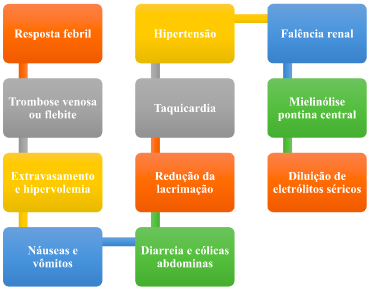 Resposta febril
Trombose venosa
ou flebite
Extravasamento
e hipervolemia
Náuseas e
vômitos
Diarreia e cólicas
abdominas
Redução da
lacrimação
Taquicardia
Hipertensão
Falência renal
Mielinólise
pontina central
Diluição de
eletrólitos séricos